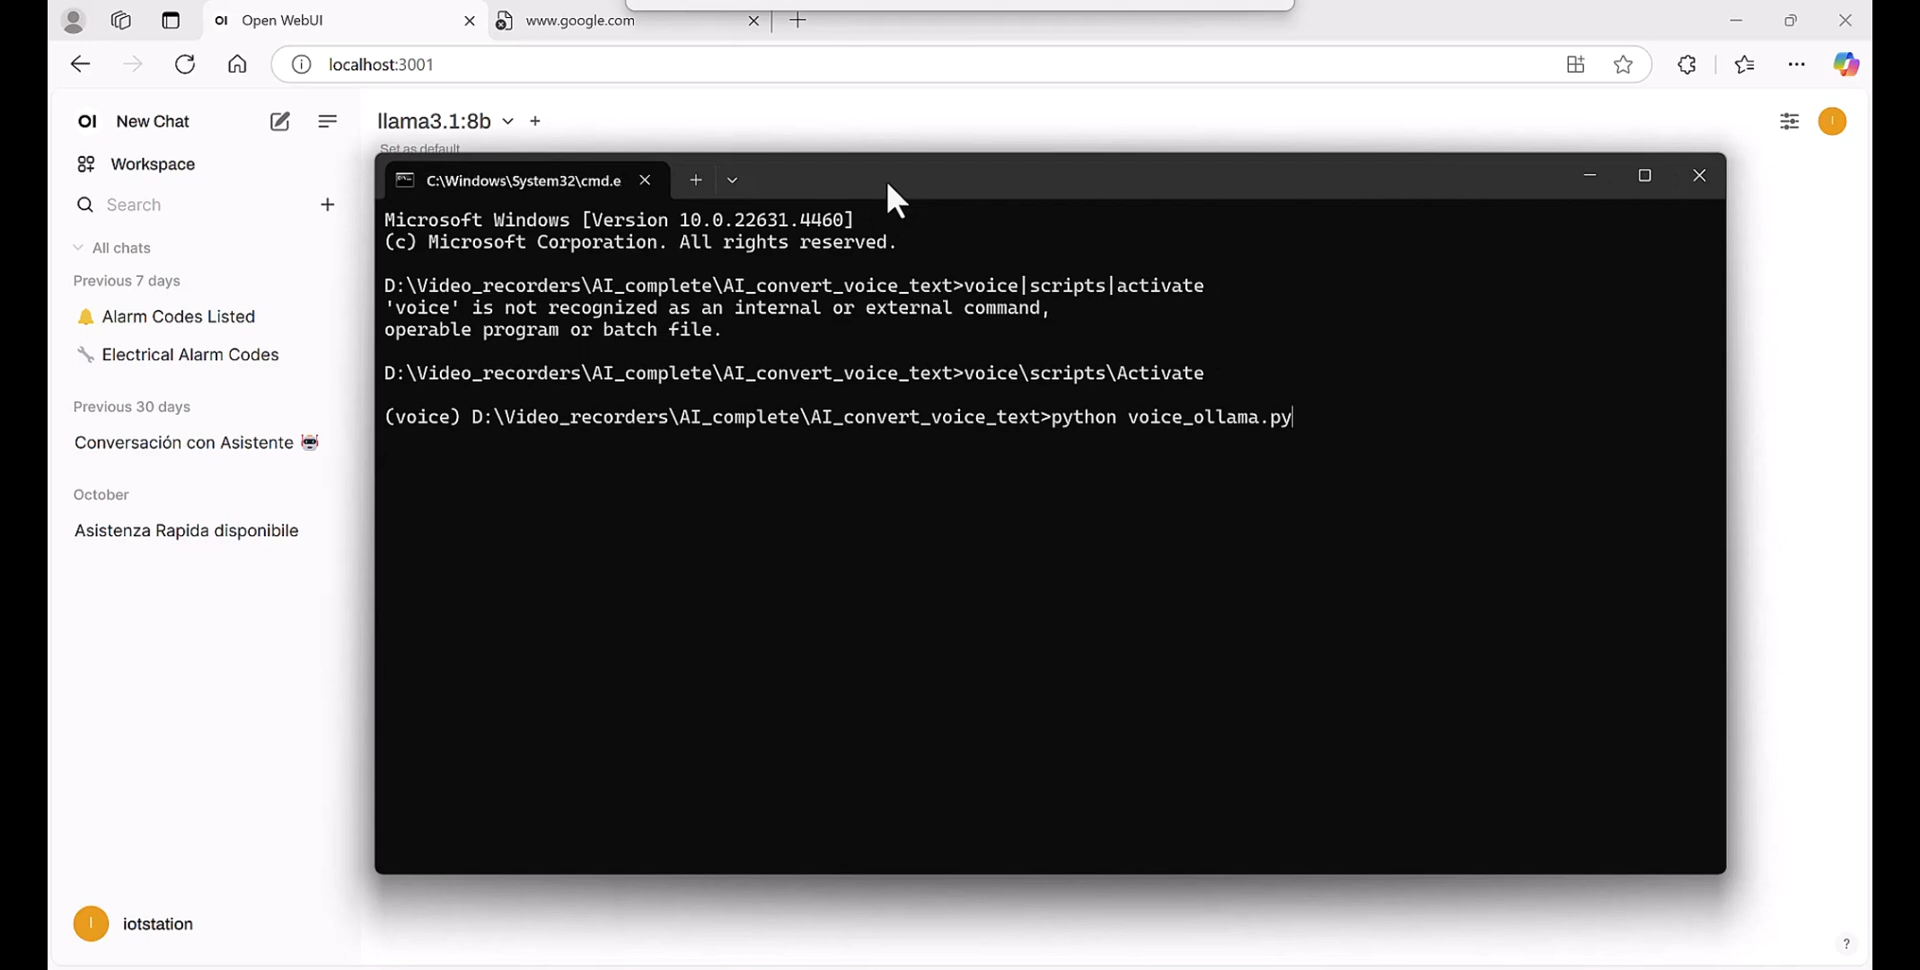 OI Open WebUI
www.google.com
localhost:3001
OI New Chat
llama3.1:8b
Set as default
Workspace
Search
All chats
Previous 7 days
Alarm Codes Listed
Electrical Alarm Codes
Previous 30 days
Conversación con Asistente
October
Asistenza Rapida disponibile
I iotstation
I
?
C:\Windows\System32\cmd.e
Microsoft Windows [Version 10.0.22631.4460]
(c) Microsoft Corporation. All rights reserved.
D:\Video_recorders\AI_complete\AI_convert_voice_text>voice|scripts|activate
'voice' is not recognized as an internal or external command,
operable program or batch file.
D:\Video_recorders\AI_complete\AI_convert_voice_text>voice\scripts\Activate
(voice) D:\Video_recorders\AI_complete\AI_convert_voice_text>python voice_ollama.py